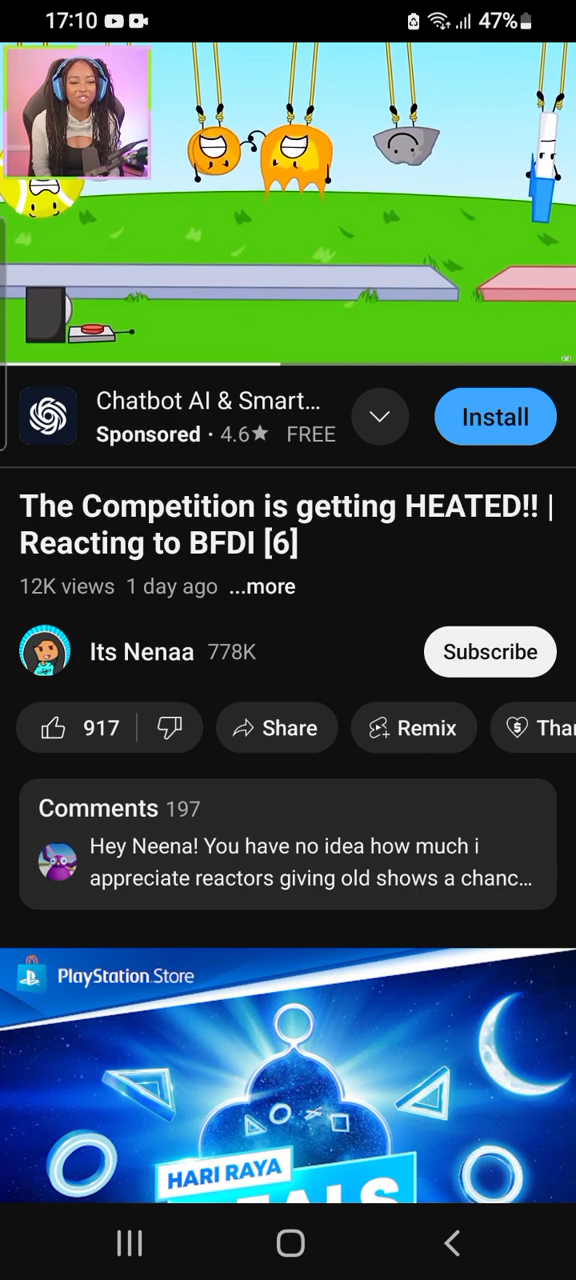 17:10 47%
Chatbot AI & Smart...
Install
Sponsored · 4.6★ FREE
The Competition is getting HEATED!! |
Reacting to BFDI [6]
12K views 1 day ago ...more
Its Nenaa 778K
Subscribe
917 Share Remix Than
Comments 197
Hey Neena! You have no idea how much i
appreciate reactors giving old shows a chanc...
PlayStation Store
HARI RAYA